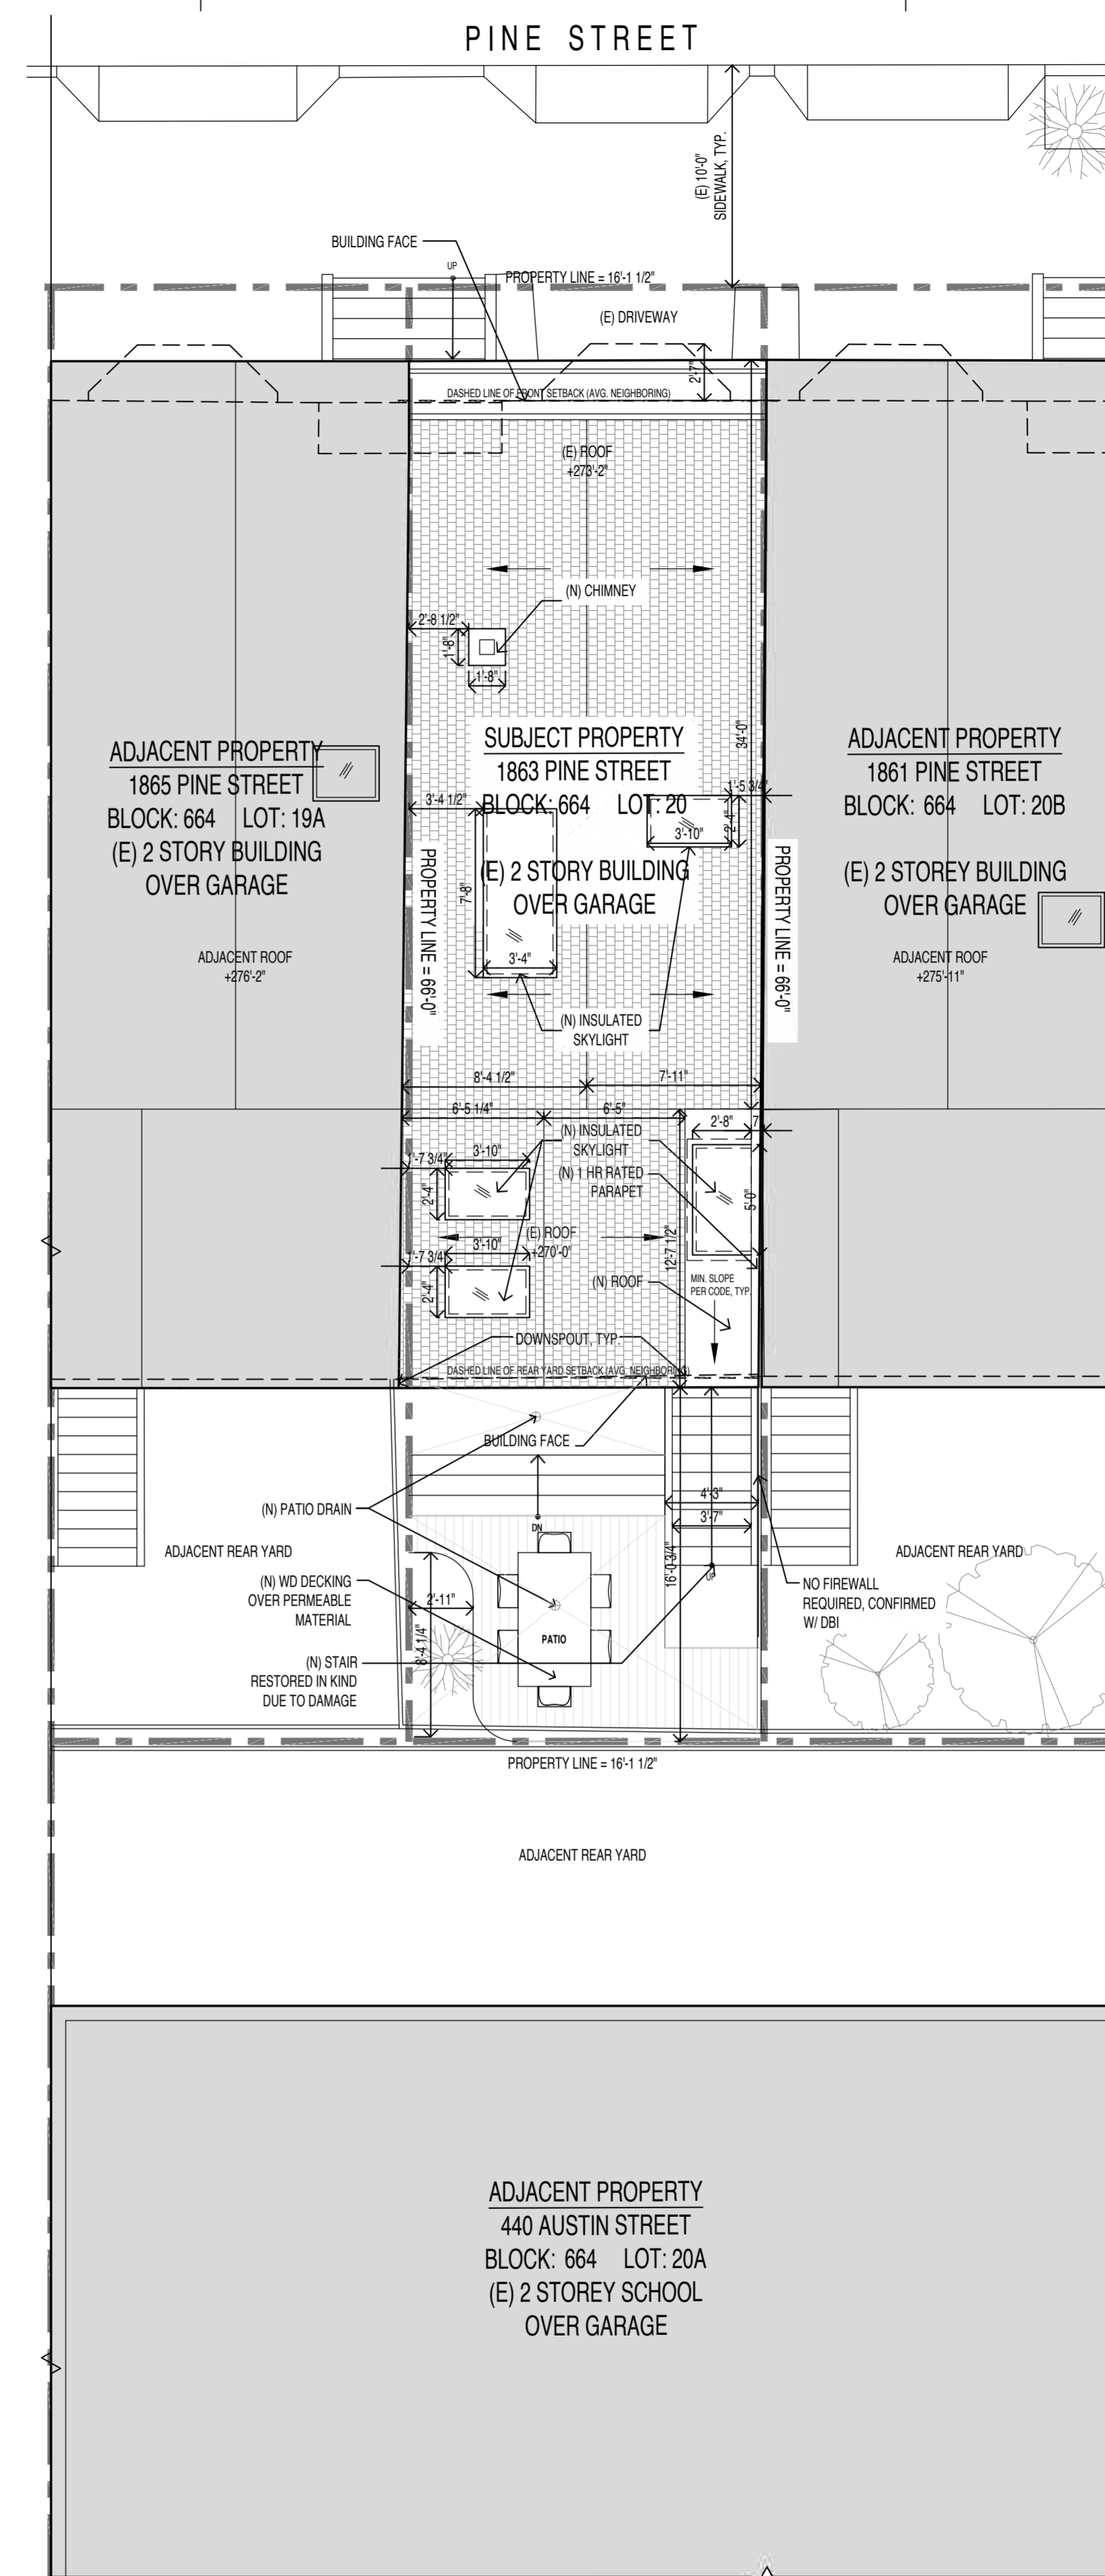 PINE STREET
(E) 10'-0"
SIDEWALK, TYP.
BUILDING FACE
UP
PROPERTY LINE = 16'-1 1/2"
(E) DRIVEWAY
2'-7"
DASHED LINE OF FRONT SETBACK (AVG. NEIGHBORING)
(E) ROOF
+273'-2"
(N) CHIMNEY
2'-8 1/2"
1'-8"
1'-8"
34'-0"
ADJACENT PROPERTY
1865 PINE STREET
BLOCK: 664 LOT: 19A
(E) 2 STORY BUILDING
OVER GARAGE
ADJACENT ROOF
+276'-2"
SUBJECT PROPERTY
1863 PINE STREET
BLOCK: 664 LOT: 20
(E) 2 STORY BUILDING
OVER GARAGE
ADJACENT PROPERTY
1861 PINE STREET
BLOCK: 664 LOT: 20B
(E) 2 STOREY BUILDING
OVER GARAGE
ADJACENT ROOF
+275'-11"
1'-5 3/4"
3'-4 1/2"
3'-10"
2'-4"
7'-8"
3'-4"
PROPERTY LINE = 66'-0"
PROPERTY LINE = 66'-0"
(N) INSULATED
SKYLIGHT
8'-4 1/2"
7'-11"
6'-5 1/4"
6'-5"
2'-8"
7"
(N) INSULATED
SKYLIGHT
1'-7 3/4"
3'-10"
2'-4"
(N) 1 HR RATED
PARAPET
5'-0"
(E) ROOF
+270'-0"
12'-7 1/2"
1'-7 3/4"
3'-10"
2'-4"
(N) ROOF
MIN. SLOPE
PER CODE, TYP.
DOWNSPOUT, TYP.
DASHED LINE OF REAR YARD SETBACK (AVG. NEIGHBORING)
BUILDING FACE
(N) PATIO DRAIN
4'-3"
3'-7"
DN
ADJACENT REAR YARD
ADJACENT REAR YARD
16'-0 3/4"
UP
(N) WD DECKING
OVER PERMEABLE
MATERIAL
2'-11"
8'-4 1/4"
PATIO
NO FIREWALL
REQUIRED, CONFIRMED
W/ DBI
(N) STAIR
RESTORED IN KIND
DUE TO DAMAGE
PROPERTY LINE = 16'-1 1/2"
ADJACENT REAR YARD
ADJACENT PROPERTY
440 AUSTIN STREET
BLOCK: 664 LOT: 20A
(E) 2 STOREY SCHOOL
OVER GARAGE